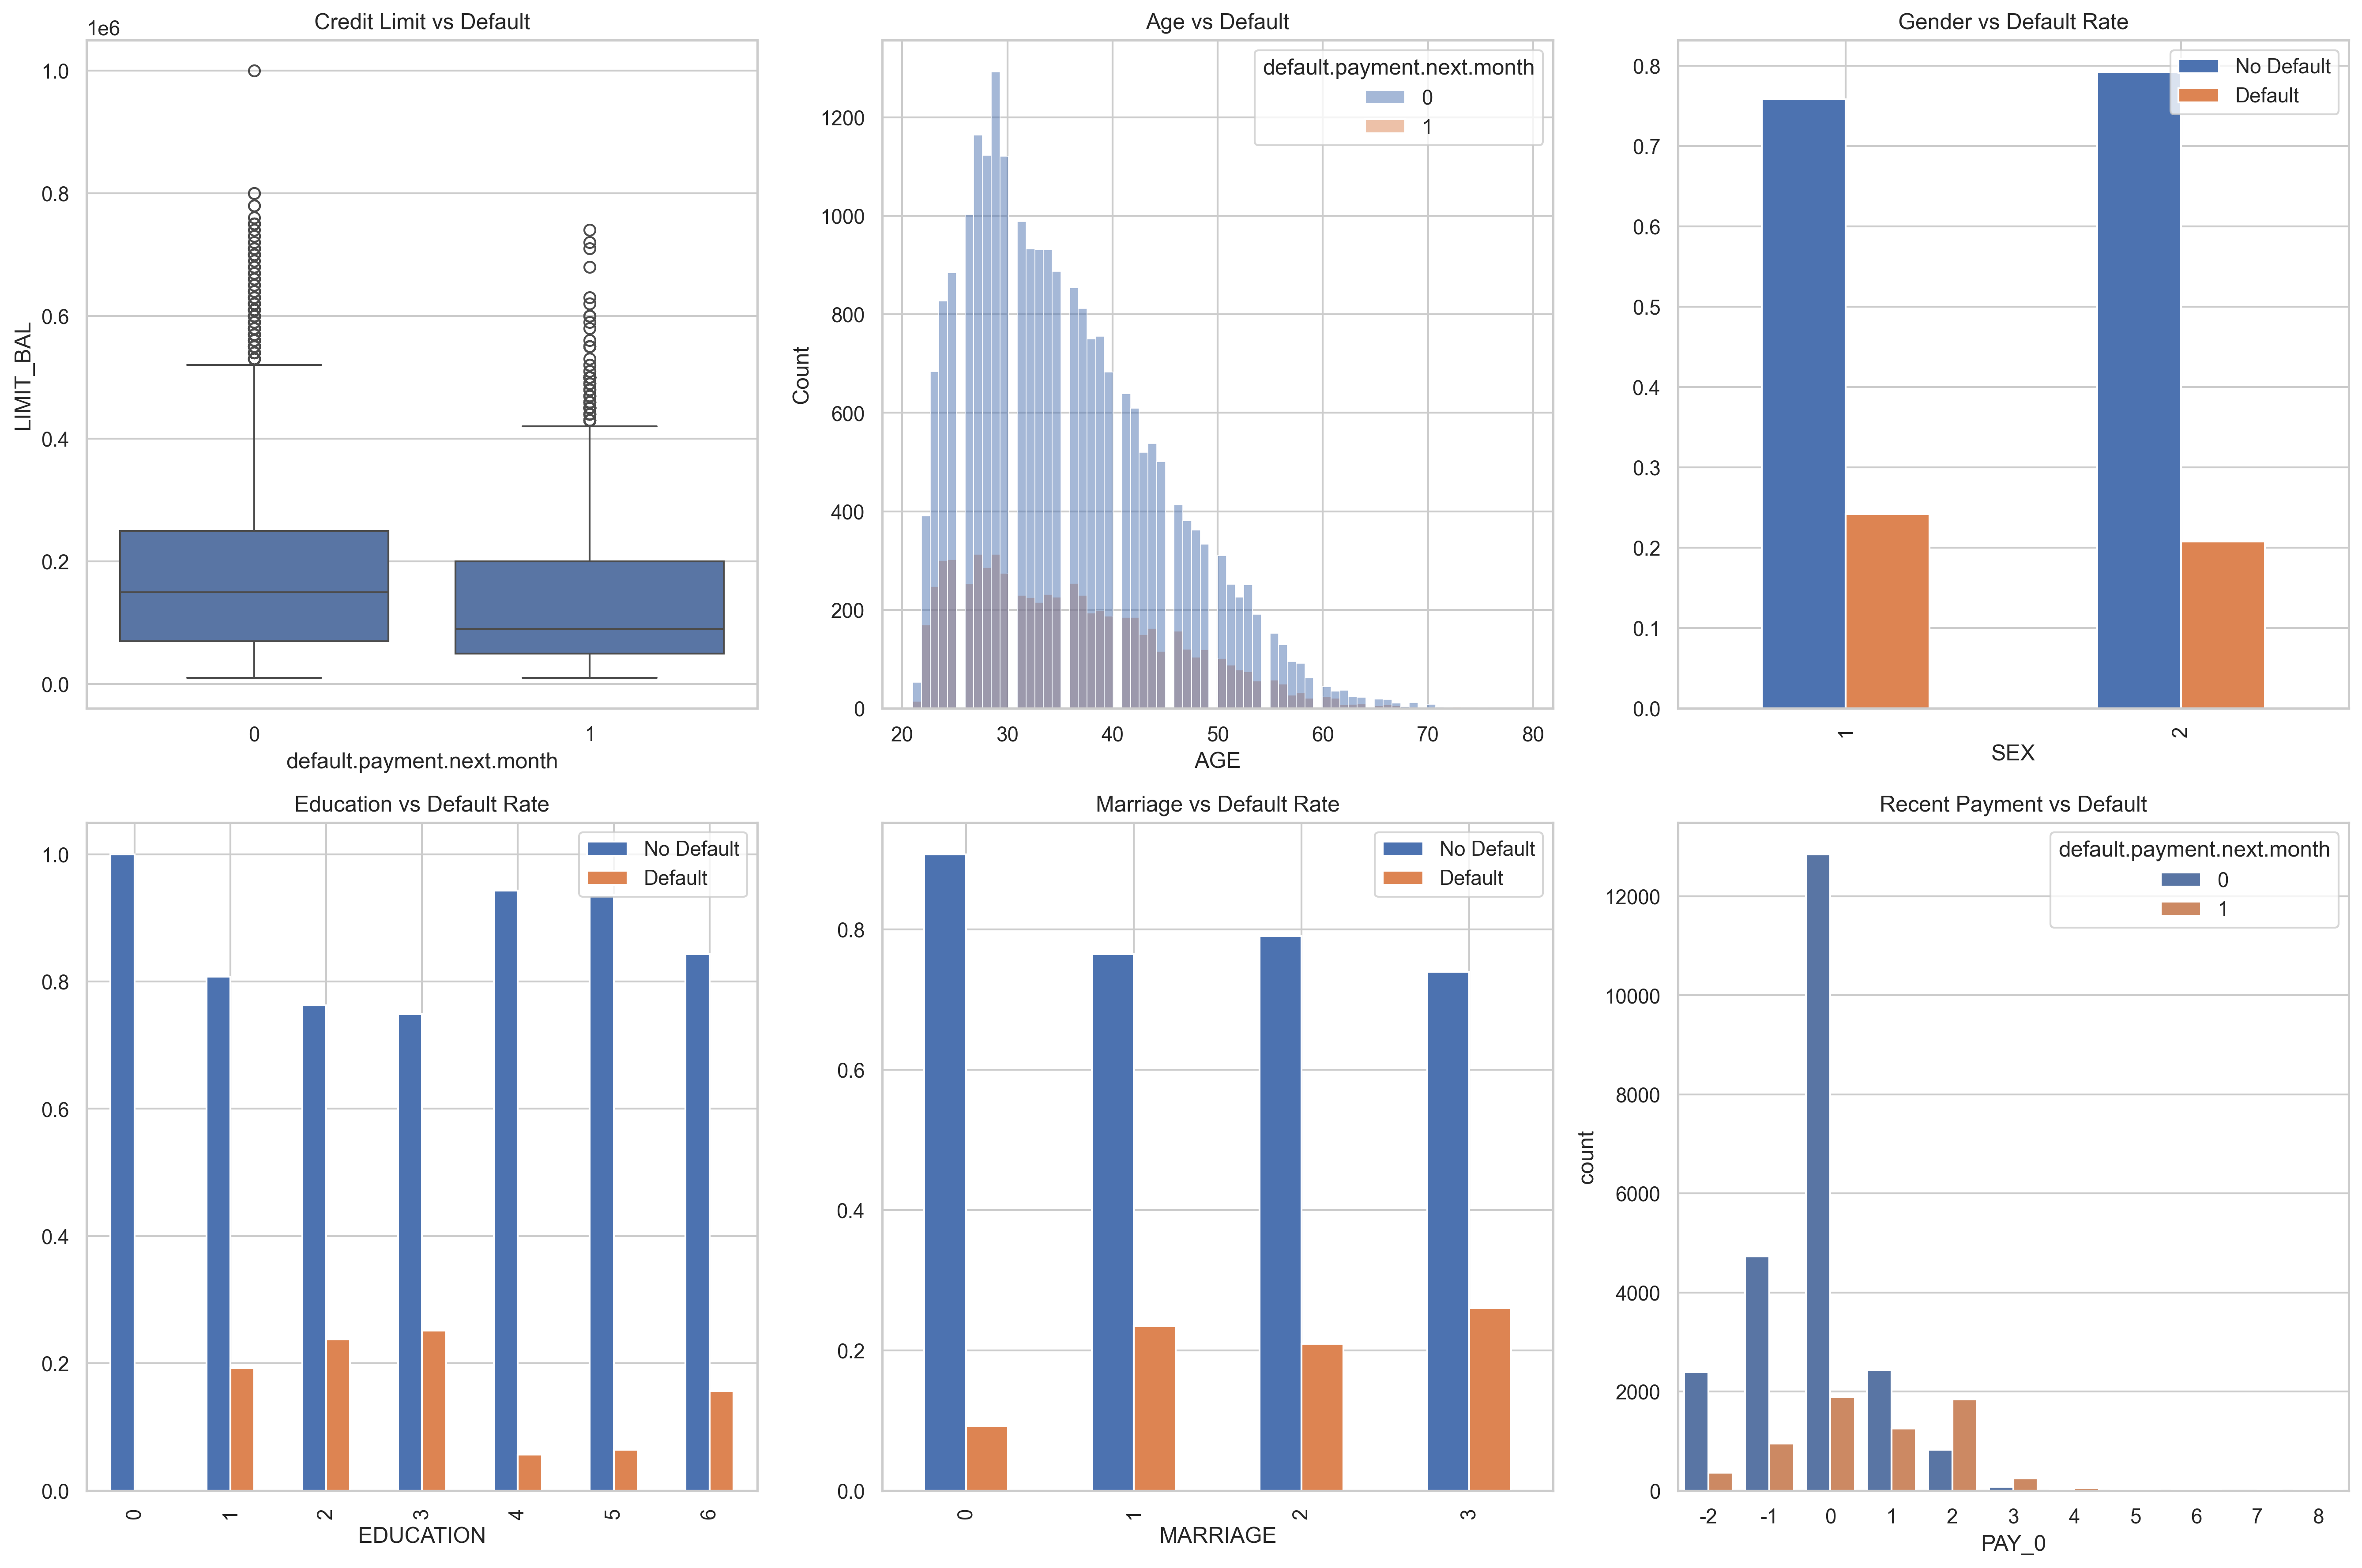 Credit Limit vs Default
1e6
1.0
0.8
0.6
0.4
0.2
0.0
LIMIT_BAL
0 1
default.payment.next.month
Age vs Default
default.payment.next.month
0
1
1200
1000
800
600
400
200
0
Count
20 30 40 50 60 70 80
AGE
Gender vs Default Rate
No Default
Default
0.8
0.7
0.6
0.5
0.4
0.3
0.2
0.1
0.0
1 2
SEX
Education vs Default Rate
No Default
Default
1.0
0.8
0.6
0.4
0.2
0.0
0 1 2 3 4 5 6
EDUCATION
Marriage vs Default Rate
No Default
Default
0.8
0.6
0.4
0.2
0.0
0 1 2 3
MARRIAGE
Recent Payment vs Default
default.payment.next.month
0
1
12000
10000
8000
6000
4000
2000
0
count
-2 -1 0 1 2 3 4 5 6 7 8
PAY_0